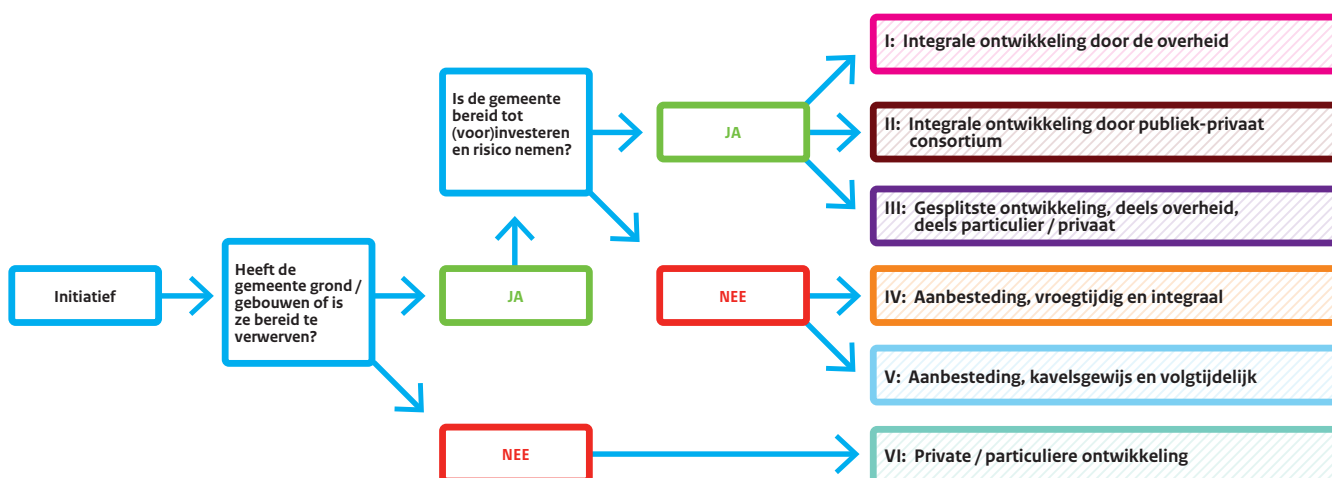 Initiatief
Heeft de
gemeente grond /
gebouwen of is
ze bereid te
verwerven?
JA
NEE
Is de gemeente
bereid tot
(voor)investeren
en risico nemen?
JA
NEE
I: Integrale ontwikkeling door de overheid
II: Integrale ontwikkeling door publiek-privaat
consortium
III: Gesplitste ontwikkeling, deels overheid,
deels particulier / privaat
IV: Aanbesteding, vroegtijdig en integraal
V: Aanbesteding, kavelsgewijs en volgtijdelijk
VI: Private / particuliere ontwikkeling